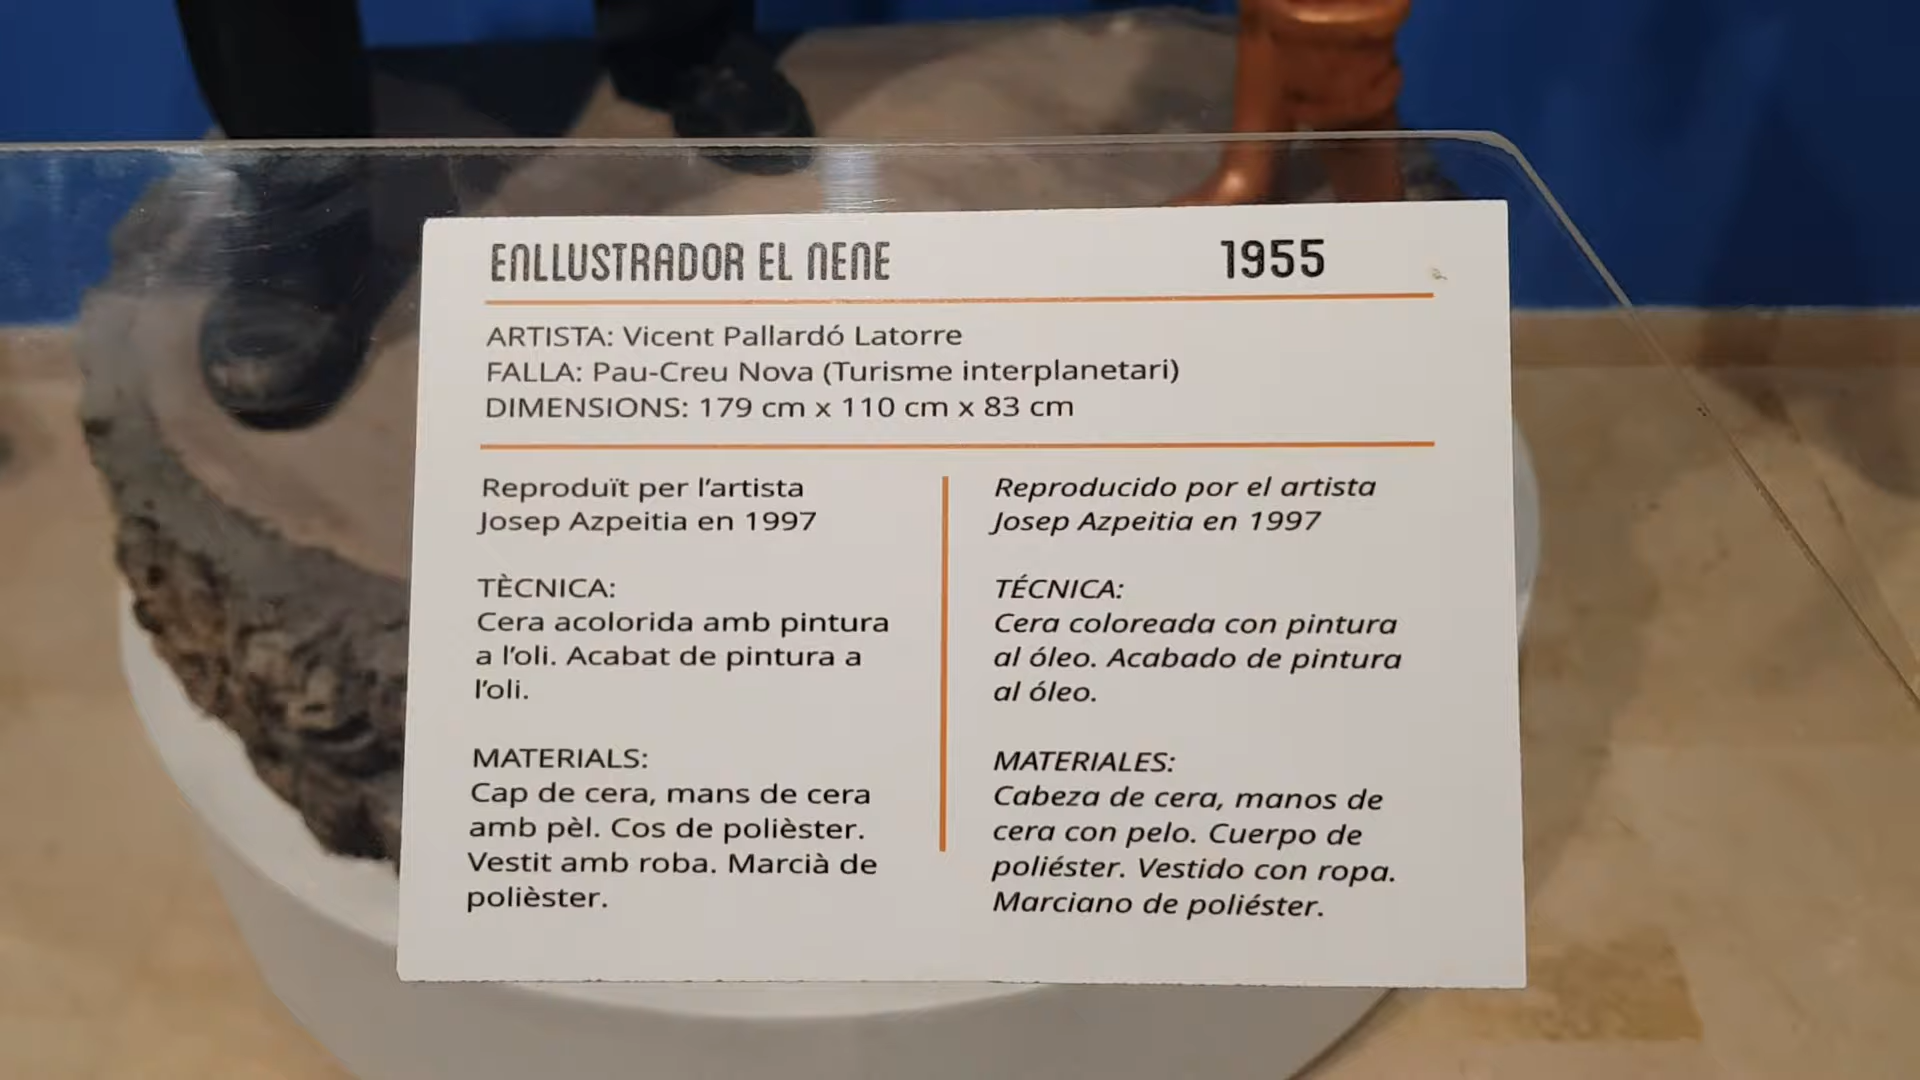 ENLLUSTRADOR EL NENE 1955
ARTISTA: Vicent Pallardó Latorre
FALLA: Pau-Creu Nova (Turisme interplanetari)
DIMENSIONS: 179 cm x 110 cm x 83 cm
Reproduït per l'artista
Josep Azpeitia en 1997
TÈCNICA:
Cera acolorida amb pintura
a l'oli. Acabat de pintura a
l'oli.
MATERIALS:
Cap de cera, mans de cera
amb pèl. Cos de polièster.
Vestit amb roba. Marcià de
polièster.
Reproducido por el artista
Josep Azpeitia en 1997
TÉCNICA:
Cera coloreada con pintura
al óleo. Acabado de pintura
al óleo.
MATERIALES:
Cabeza de cera, manos de
cera con pelo. Cuerpo de
poliéster. Vestido con ropa.
Marciano de poliéster.